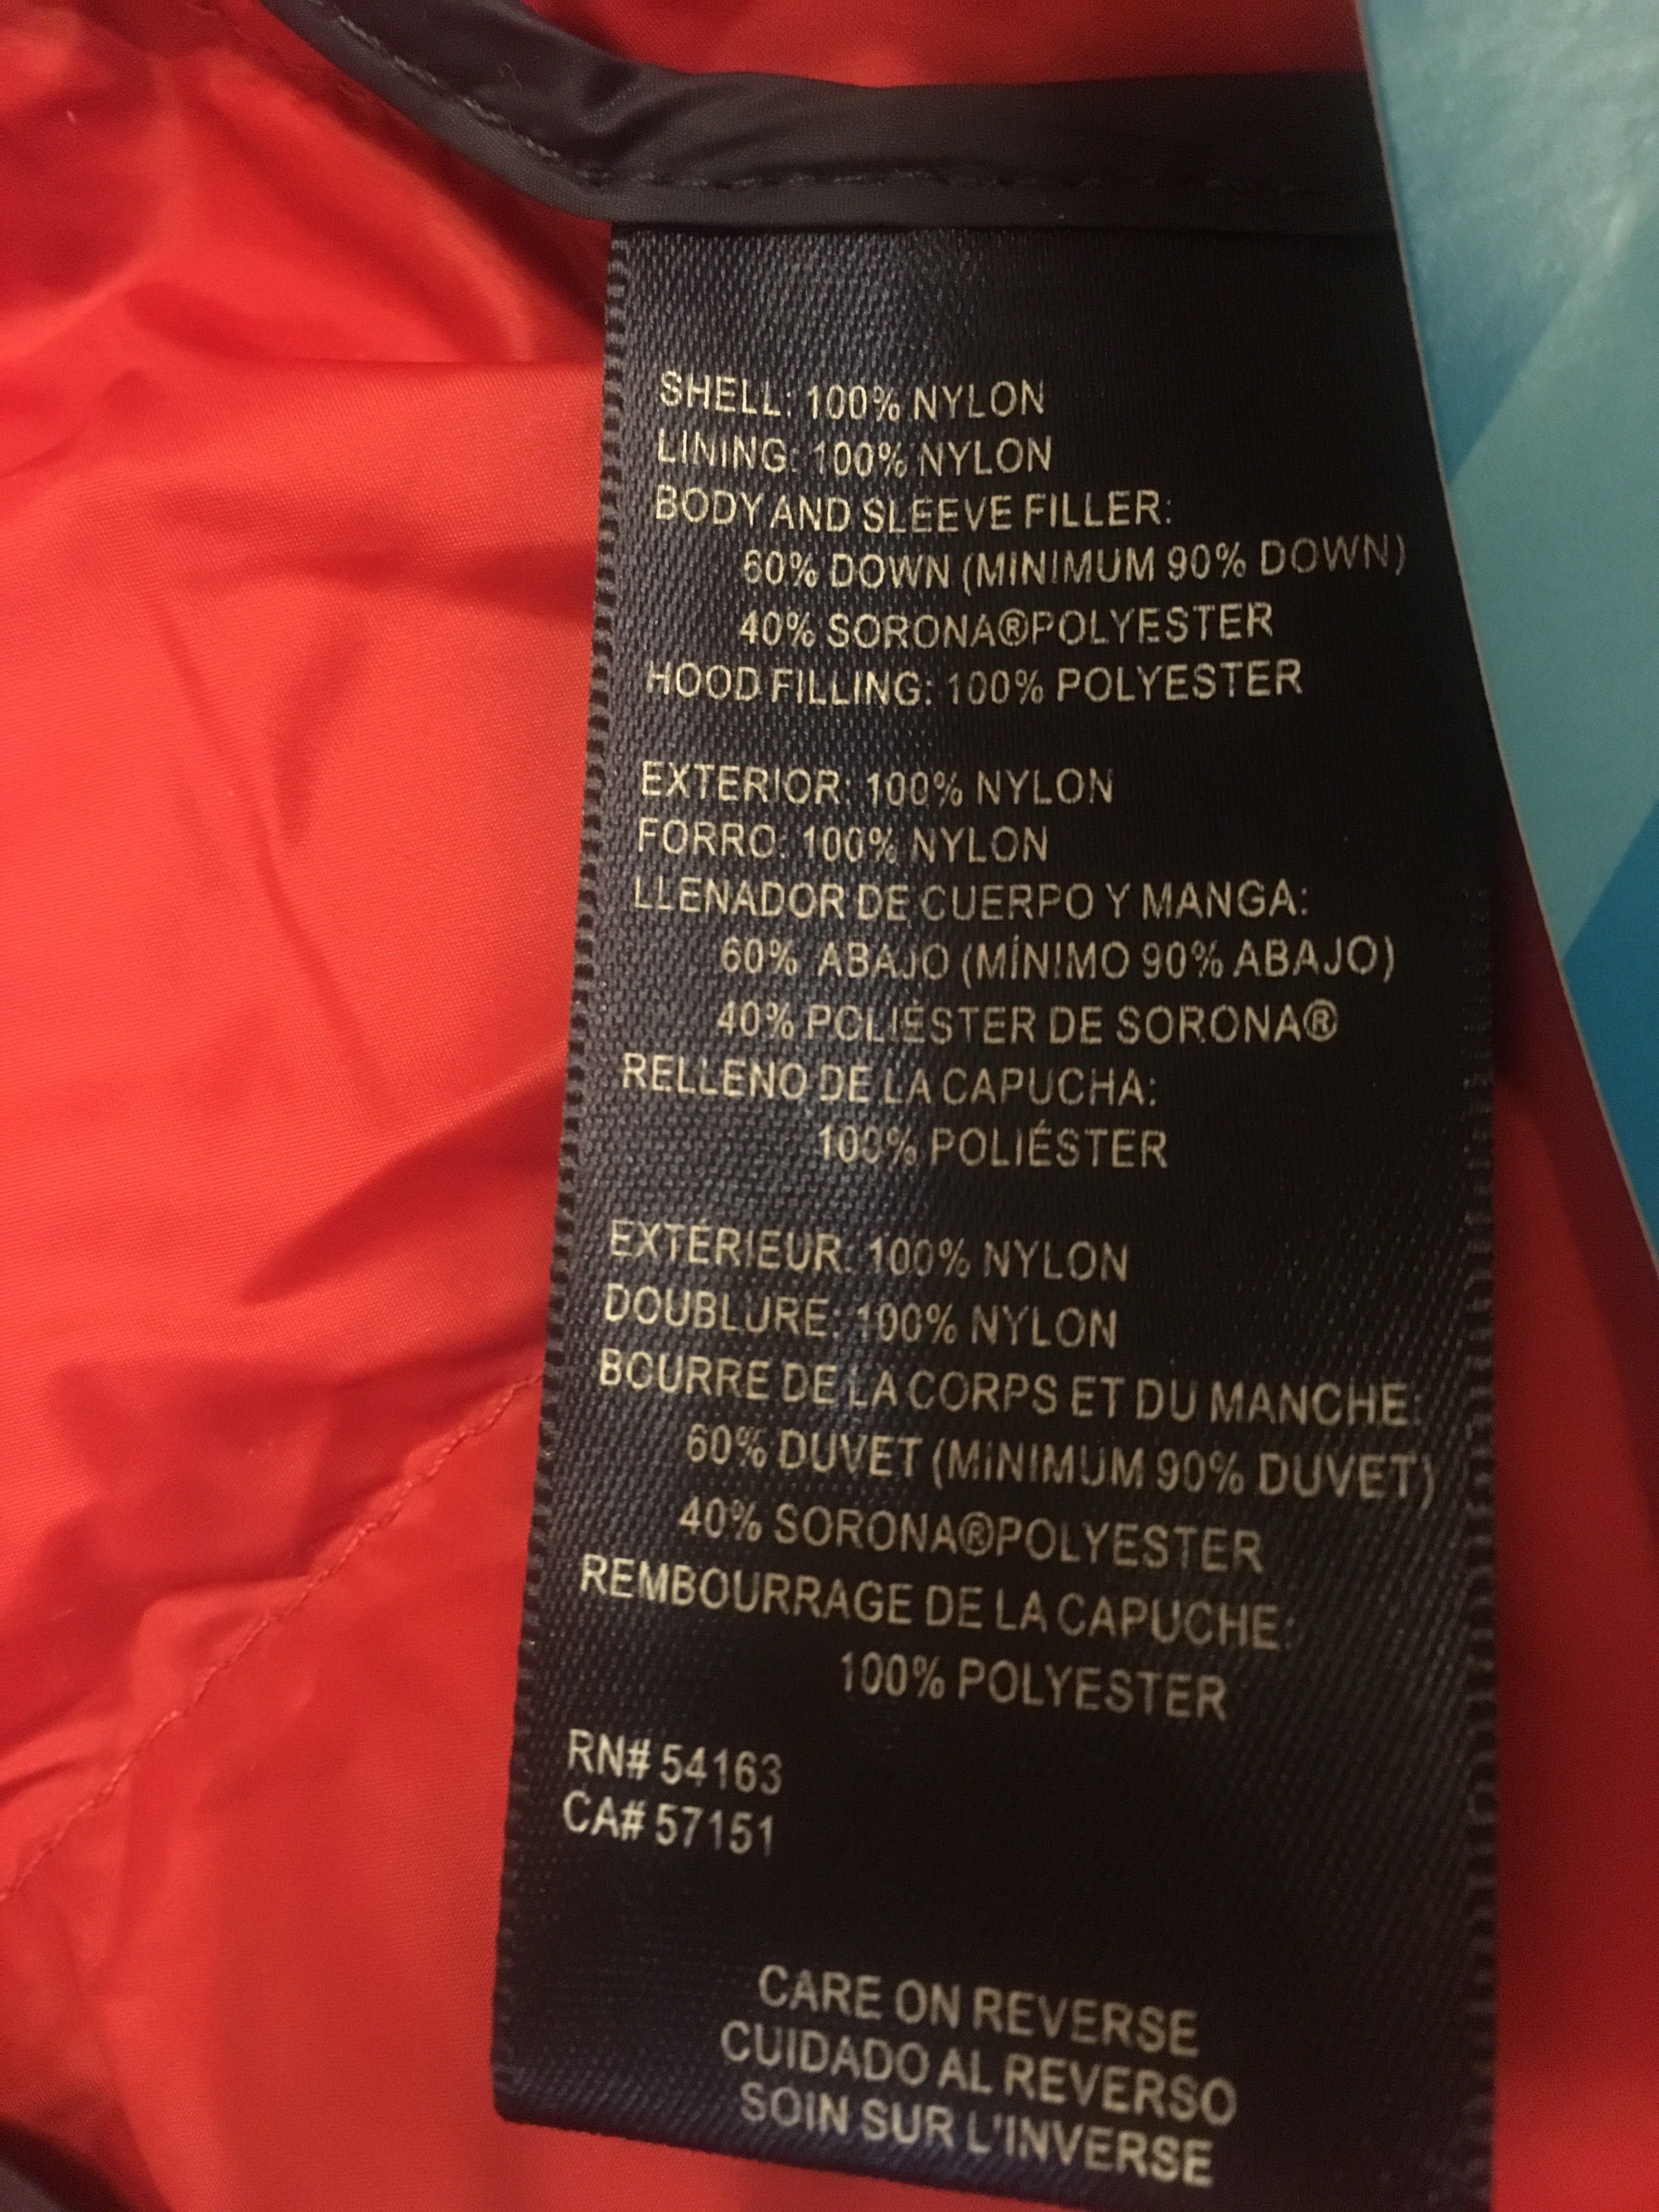 SHELL: 100% NYLON
LINING: 100% NYLON
BODY AND SLEEVE FILLER:
60% DOWN (MINIMUM 90% DOWN)
40% SORONA®POLYESTER
HOOD FILLING: 100% POLYESTER
EXTERIOR: 100% NYLON
FORRO: 100% NYLON
LLENADOR DE CUERPO Y MANGA:
60% ABAJO (MÍNIMO 90% ABAJO)
40% POLIÉSTER DE SORONA®
RELLENO DE LA CAPUCHA:
100% POLIÉSTER
EXTÉRIEUR: 100% NYLON
DOUBLURE: 100% NYLON
BOURRE DE LA CORPS ET DU MANCHE:
60% DUVET (MINIMUM 90% DUVET)
40% SORONA®POLYESTER
REMBOURRAGE DE LA CAPUCHE:
100% POLYESTER
RN# 54163
CA# 57151
CARE ON REVERSE
CUIDADO AL REVERSO
SOIN SUR L'INVERSE